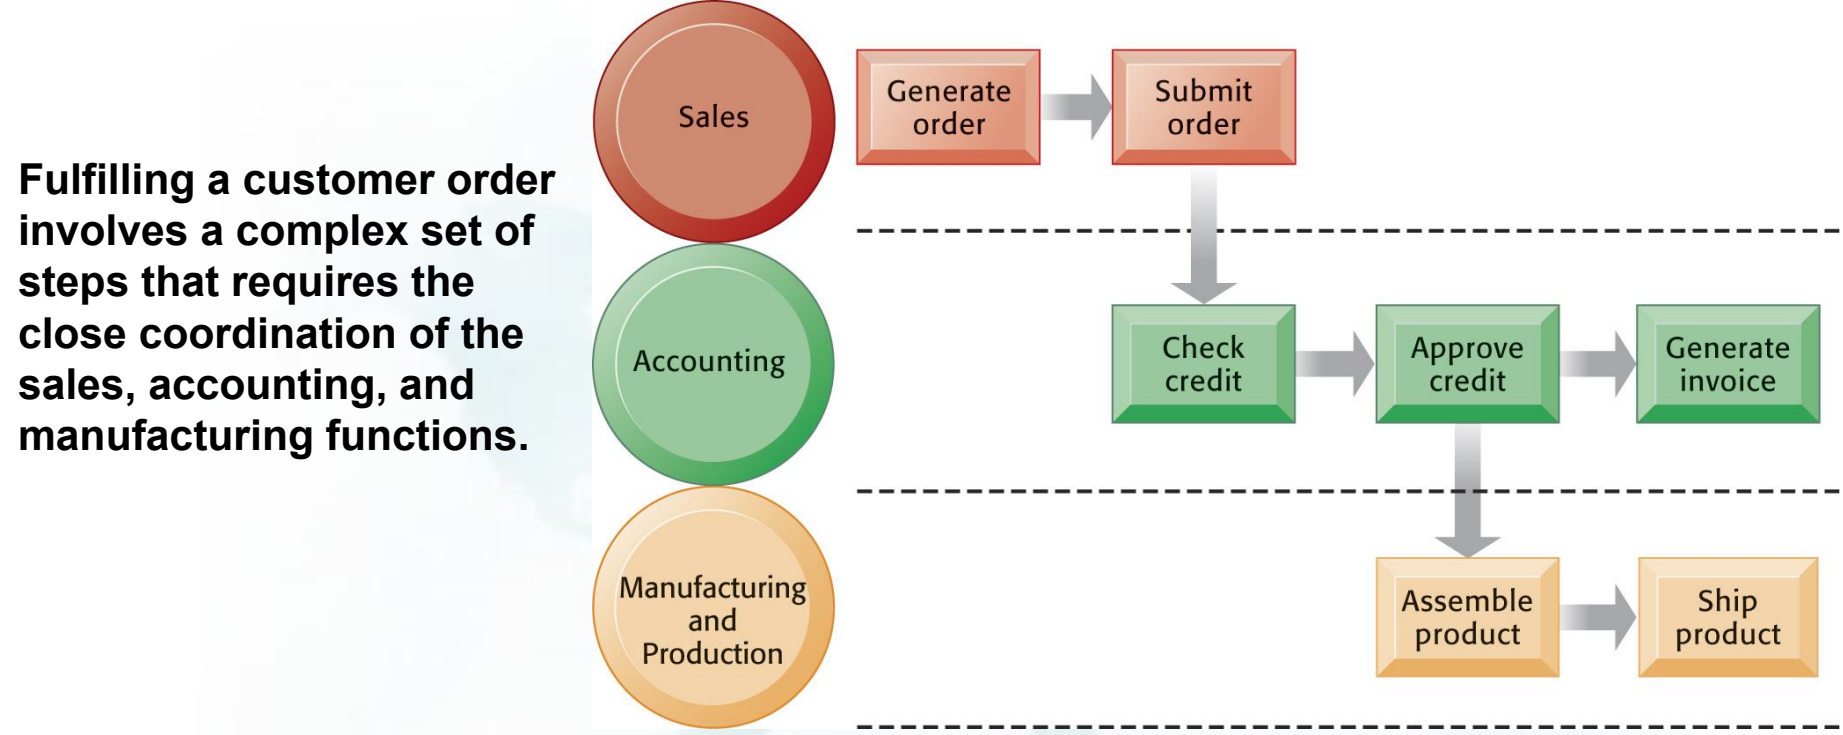 Fulfilling a customer order
involves a complex set of
steps that requires the
close coordination of the
sales, accounting, and
manufacturing functions.
Sales
Generate
order
Submit
order
Accounting
Check
credit
Approve
credit
Generate
invoice
Manufacturing
and
Production
Assemble
product
Ship
product